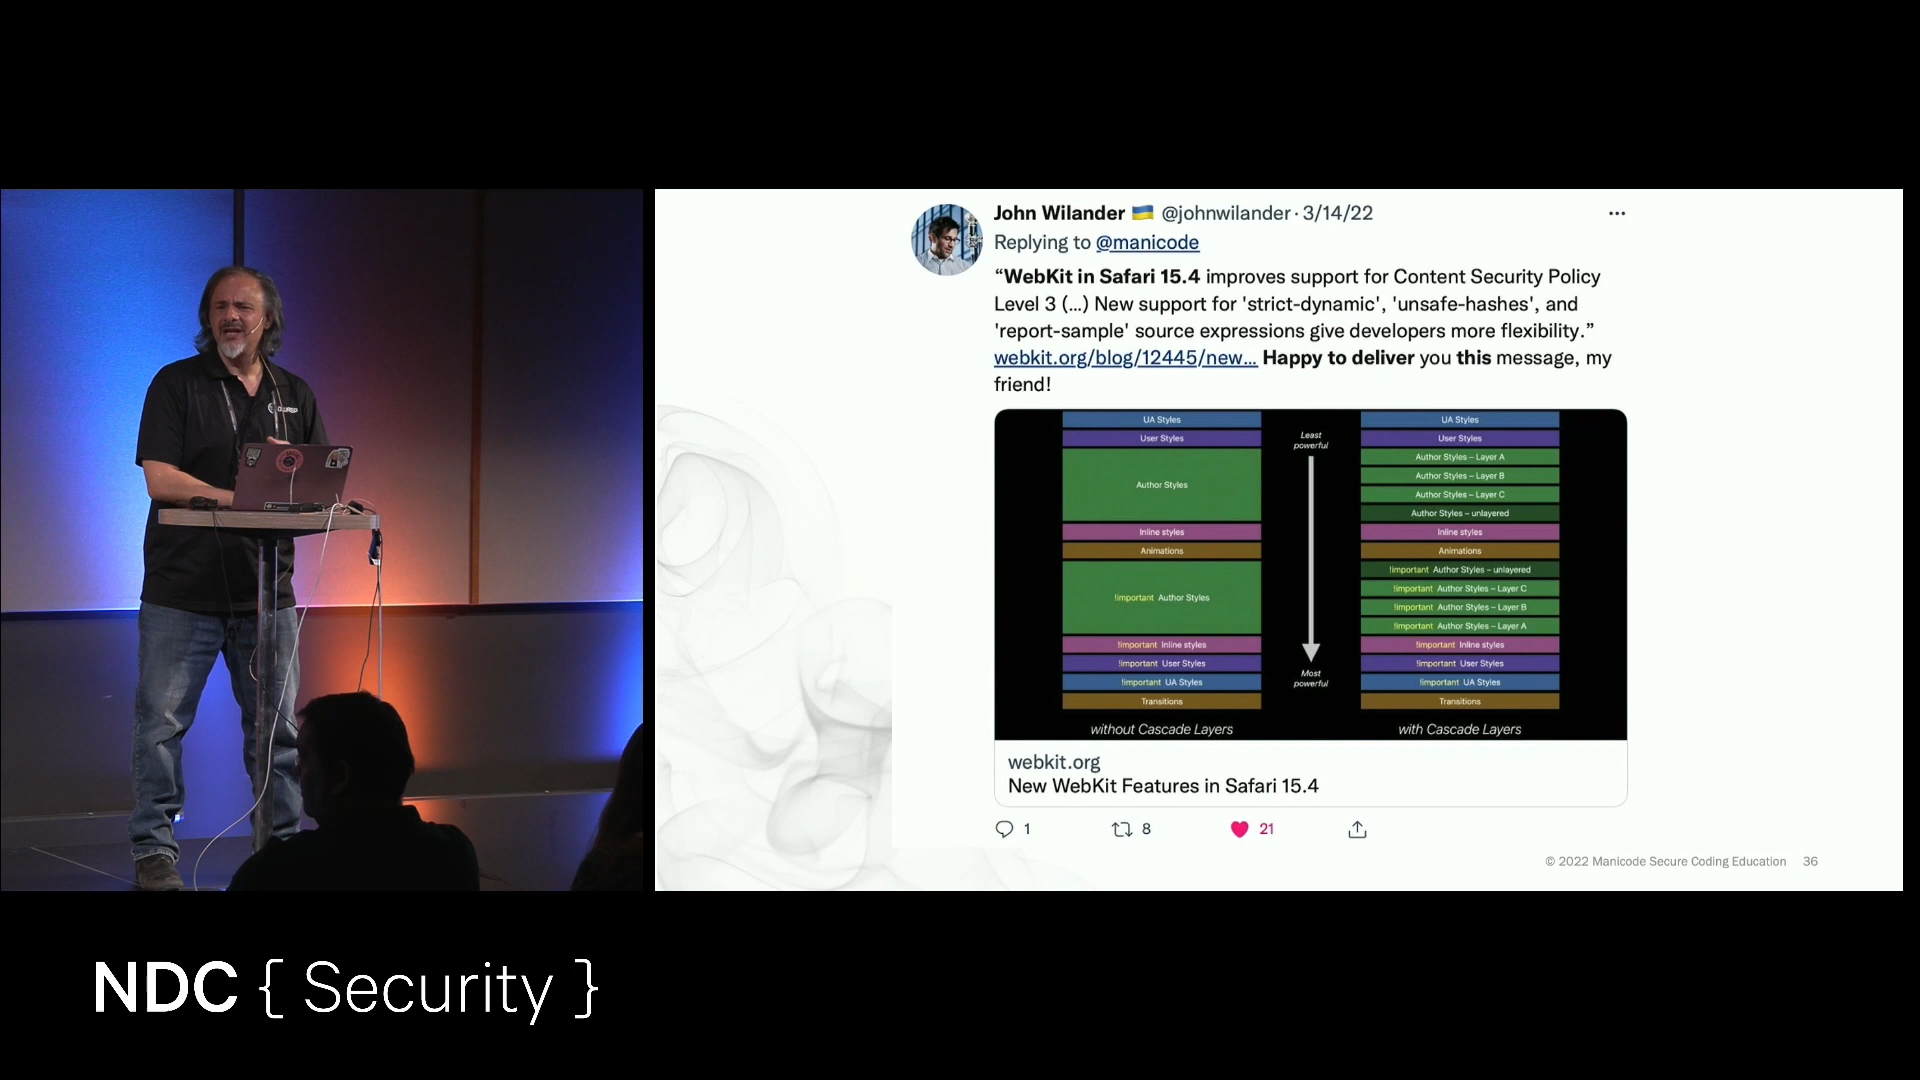 John Wilander 🇺🇦 @johnwilander · 3/14/22
Replying to @manicode
“WebKit in Safari 15.4 improves support for Content Security Policy
Level 3 (...) New support for 'strict-dynamic', 'unsafe-hashes', and
'report-sample' source expressions give developers more flexibility.”
webkit.org/blog/12445/new... Happy to deliver you this message, my
friend!
UA Styles
User Styles
Author Styles
Inline styles
Animations
!important Author Styles
!important Inline styles
!important User Styles
!important UA Styles
Transitions
without Cascade Layers
Least
powerful
Most
powerful
UA Styles
User Styles
Author Styles – Layer A
Author Styles – Layer B
Author Styles – Layer C
Author Styles – unlayered
Inline styles
Animations
!important Author Styles – unlayered
!important Author Styles – Layer C
!important Author Styles – Layer B
!important Author Styles – Layer A
!important Inline styles
!important User Styles
!important UA Styles
Transitions
with Cascade Layers
webkit.org
New WebKit Features in Safari 15.4
1 8 21
© 2022 Manicode Secure Coding Education 36
NDC { Security }